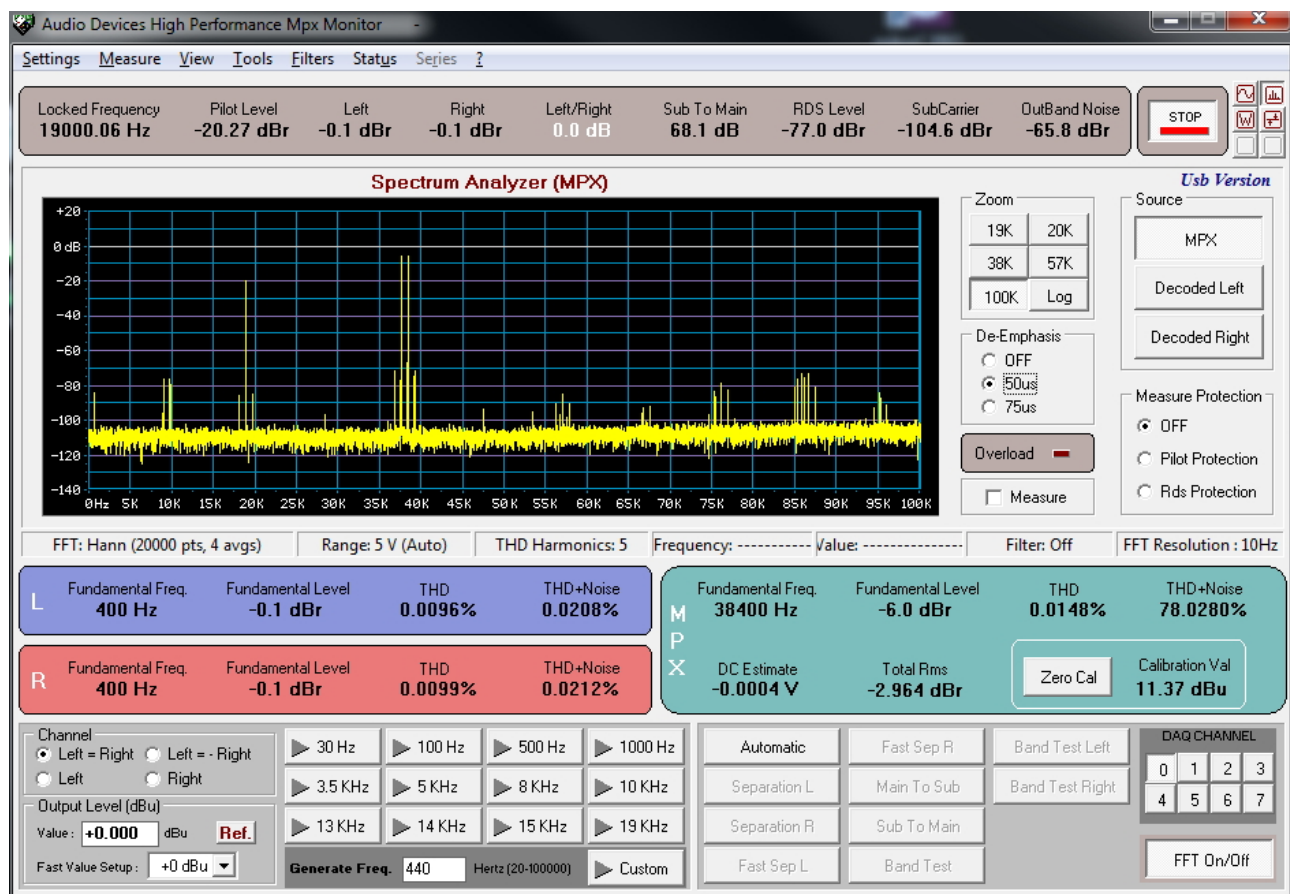 Audio Devices High Performance Mpx Monitor -
Settings Measure View Tools Filters Status Series ?
Locked Frequency Pilot Level Left Right Left/Right Sub To Main RDS Level SubCarrier OutBand Noise
19000.06 Hz -20.27 dBr -0.1 dBr -0.1 dBr 0.0 dB 68.1 dB -77.0 dBr -104.6 dBr -65.8 dBr
STOP
W
Spectrum Analyzer (MPX)
Usb Version
+20
0 dB
-20
-40
-60
-80
-100
-120
-140
0Hz 5K 10K 15K 20K 25K 30K 35K 40K 45K 50K 55K 60K 65K 70K 75K 80K 85K 90K 95K 100K
Zoom
19K 20K
38K 57K
100K Log
De-Emphasis
OFF
50us
75us
Overload
Measure
Source
MPX
Decoded Left
Decoded Right
Measure Protection
OFF
Pilot Protection
Rds Protection
FFT: Hann (20000 pts, 4 avgs) Range: 5 V (Auto) THD Harmonics: 5 Frequency: ----------- Value: --------------- Filter: Off FFT Resolution : 10Hz
L
Fundamental Freq. Fundamental Level THD THD+Noise
400 Hz -0.1 dBr 0.0096% 0.0208%
R
Fundamental Freq. Fundamental Level THD THD+Noise
400 Hz -0.1 dBr 0.0099% 0.0212%
MPX
Fundamental Freq. Fundamental Level THD THD+Noise
38400 Hz -6.0 dBr 0.0148% 78.0280%
DC Estimate Total Rms Zero Cal Calibration Val
-0.0004 V -2.964 dBr 11.37 dBu
Channel
Left = Right Left = - Right
Left Right
Output Level (dBu)
Value : +0.000 dBu Ref.
Fast Value Setup : +0 dBu
30 Hz 100 Hz 500 Hz 1000 Hz
3.5 KHz 5 KHz 8 KHz 10 KHz
13 KHz 14 KHz 15 KHz 19 KHz
Generate Freq. 440 Hertz (20-100000) Custom
Automatic Fast Sep R Band Test Left
Separation L Main To Sub Band Test Right
Separation R Sub To Main
Fast Sep L Band Test
DAQ CHANNEL
0 1 2 3
4 5 6 7
FFT On/Off